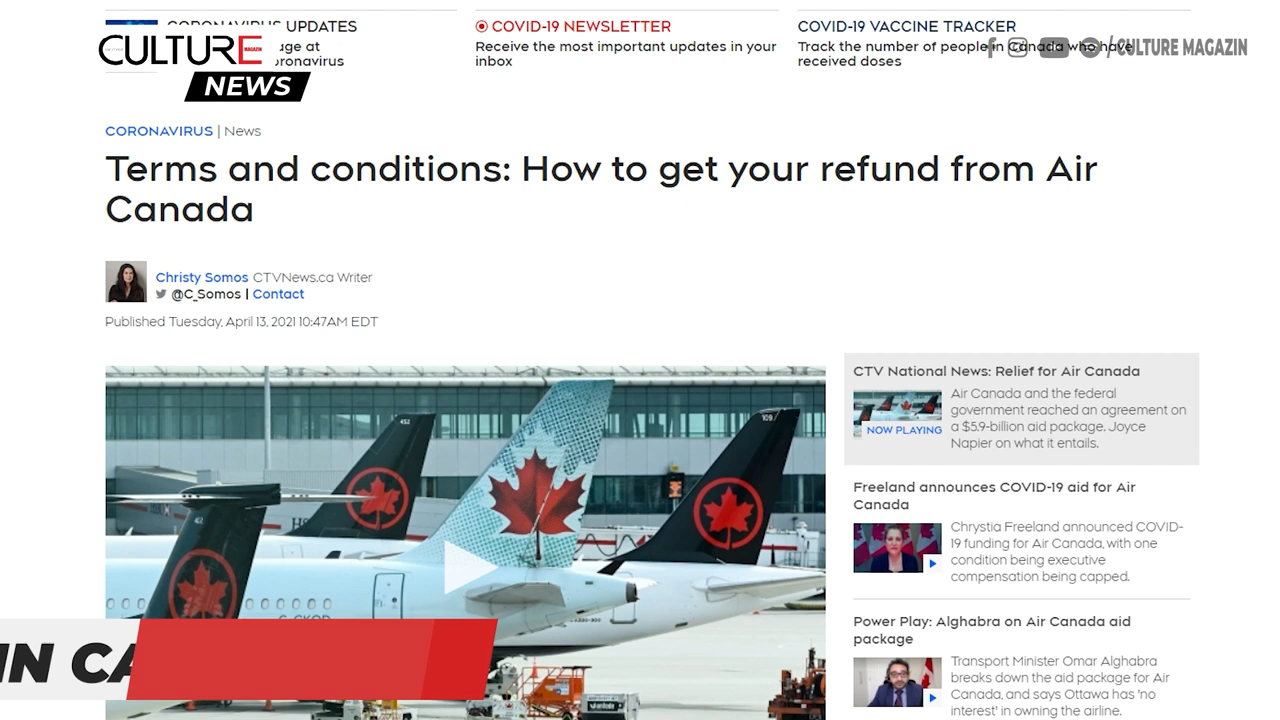 CORONAVIRUS UPDATES
age at
oronavirus
COVID-19 NEWSLETTER
Receive the most important updates in your
inbox
COVID-19 VACCINE TRACKER
Track the number of people in Canada who have
received doses
CULTURE
MAGAZIN
NEWS
/ CULTURE MAGAZIN
CORONAVIRUS | News
Terms and conditions: How to get your refund from Air
Canada
Christy Somos CTVNews.ca Writer
@C_Somos | Contact
Published Tuesday, April 13, 2021 10:47AM EDT
432
109
IN CA
CTV National News: Relief for Air Canada
NOW PLAYING
Air Canada and the federal
government reached an agreement on
a $5.9-billion aid package. Joyce
Napier on what it entails.
Freeland announces COVID-19 aid for Air
Canada
Chrystia Freeland announced COVID-
19 funding for Air Canada, with one
condition being executive
compensation being capped.
Power Play: Alghabra on Air Canada aid
package
Transport Minister Omar Alghabra
breaks down the aid package for Air
Canada, and says Ottawa has 'no
interest' in owning the airline.